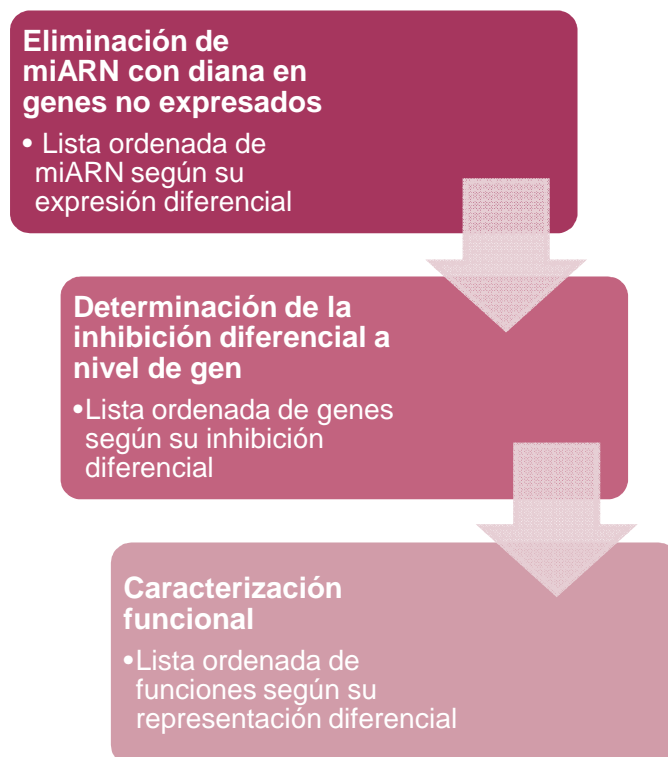 Eliminación de
miARN con diana en
genes no expresados
• Lista ordenada de
miARN según su
expresión diferencial
Determinación de la
inhibición diferencial a
nivel de gen
•Lista ordenada de genes
según su inhibición
diferencial
Caracterización
funcional
•Lista ordenada de
funciones según su
representación diferencial